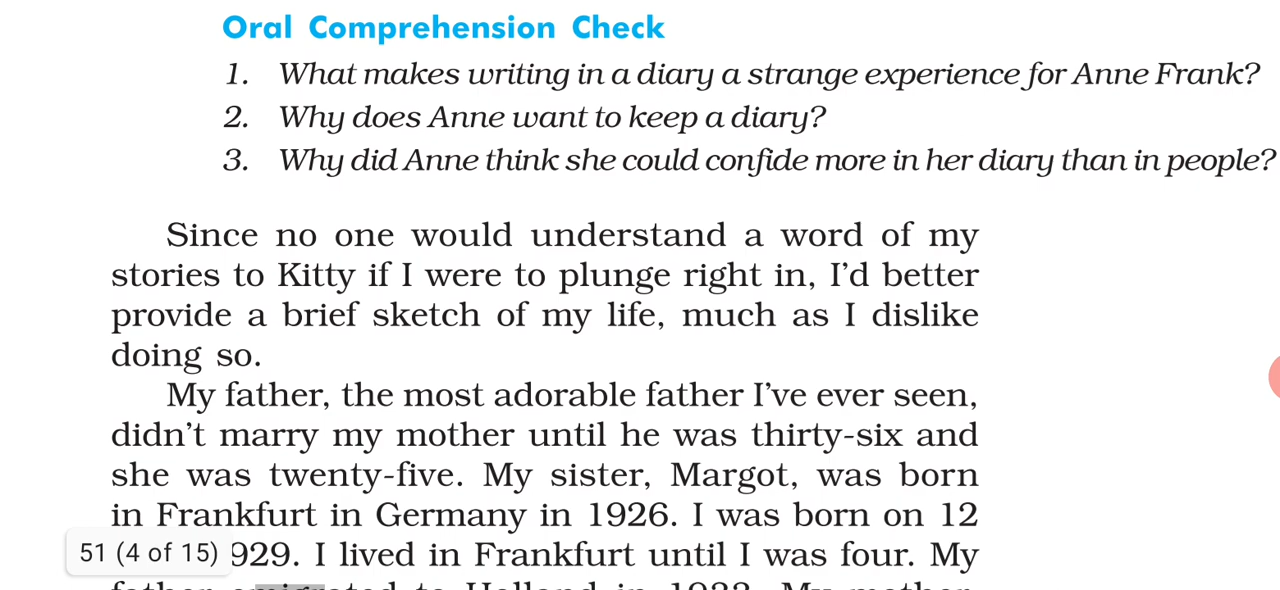 Oral Comprehension Check
1. What makes writing in a diary a strange experience for Anne Frank?
2. Why does Anne want to keep a diary?
3. Why did Anne think she could confide more in her diary than in people?
Since no one would understand a word of my
stories to Kitty if I were to plunge right in, I'd better
provide a brief sketch of my life, much as I dislike
doing so.
My father, the most adorable father I've ever seen,
didn't marry my mother until he was thirty-six and
she was twenty-five. My sister, Margot, was born
in Frankfurt in Germany in 1926. I was born on 12
51 (4 of 15) 929. I lived in Frankfurt until I was four. My